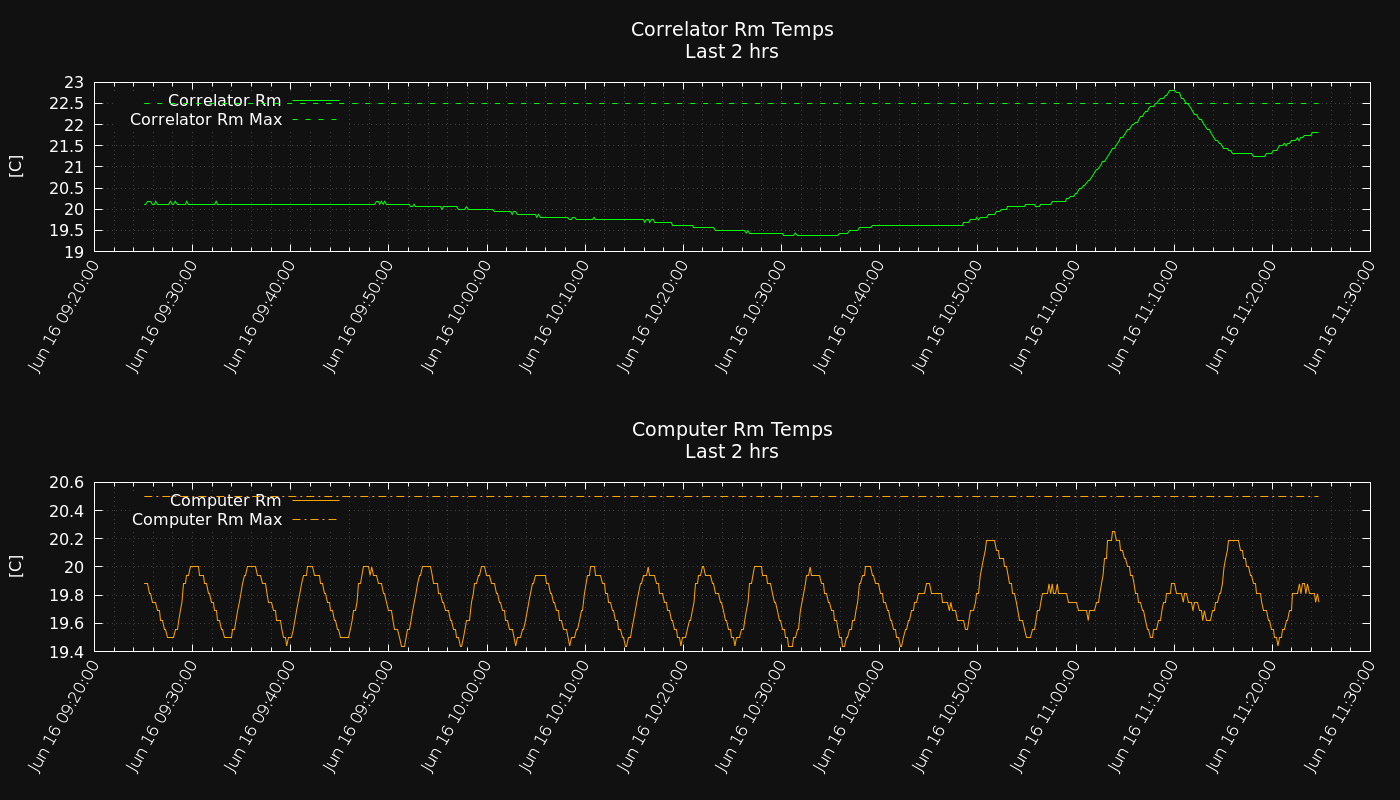 Correlator Rm Temps
Last 2 hrs
23
22.5
22
21.5
21
20.5
20
19.5
19
[C]
Correlator Rm
Correlator Rm Max
Jun 16 09:20:00
Jun 16 09:30:00
Jun 16 09:40:00
Jun 16 09:50:00
Jun 16 10:00:00
Jun 16 10:10:00
Jun 16 10:20:00
Jun 16 10:30:00
Jun 16 10:40:00
Jun 16 10:50:00
Jun 16 11:00:00
Jun 16 11:10:00
Jun 16 11:20:00
Jun 16 11:30:00
Computer Rm Temps
Last 2 hrs
20.6
20.4
20.2
20
19.8
19.6
19.4
[C]
Computer Rm
Computer Rm Max
Jun 16 09:20:00
Jun 16 09:30:00
Jun 16 09:40:00
Jun 16 09:50:00
Jun 16 10:00:00
Jun 16 10:10:00
Jun 16 10:20:00
Jun 16 10:30:00
Jun 16 10:40:00
Jun 16 10:50:00
Jun 16 11:00:00
Jun 16 11:10:00
Jun 16 11:20:00
Jun 16 11:30:00